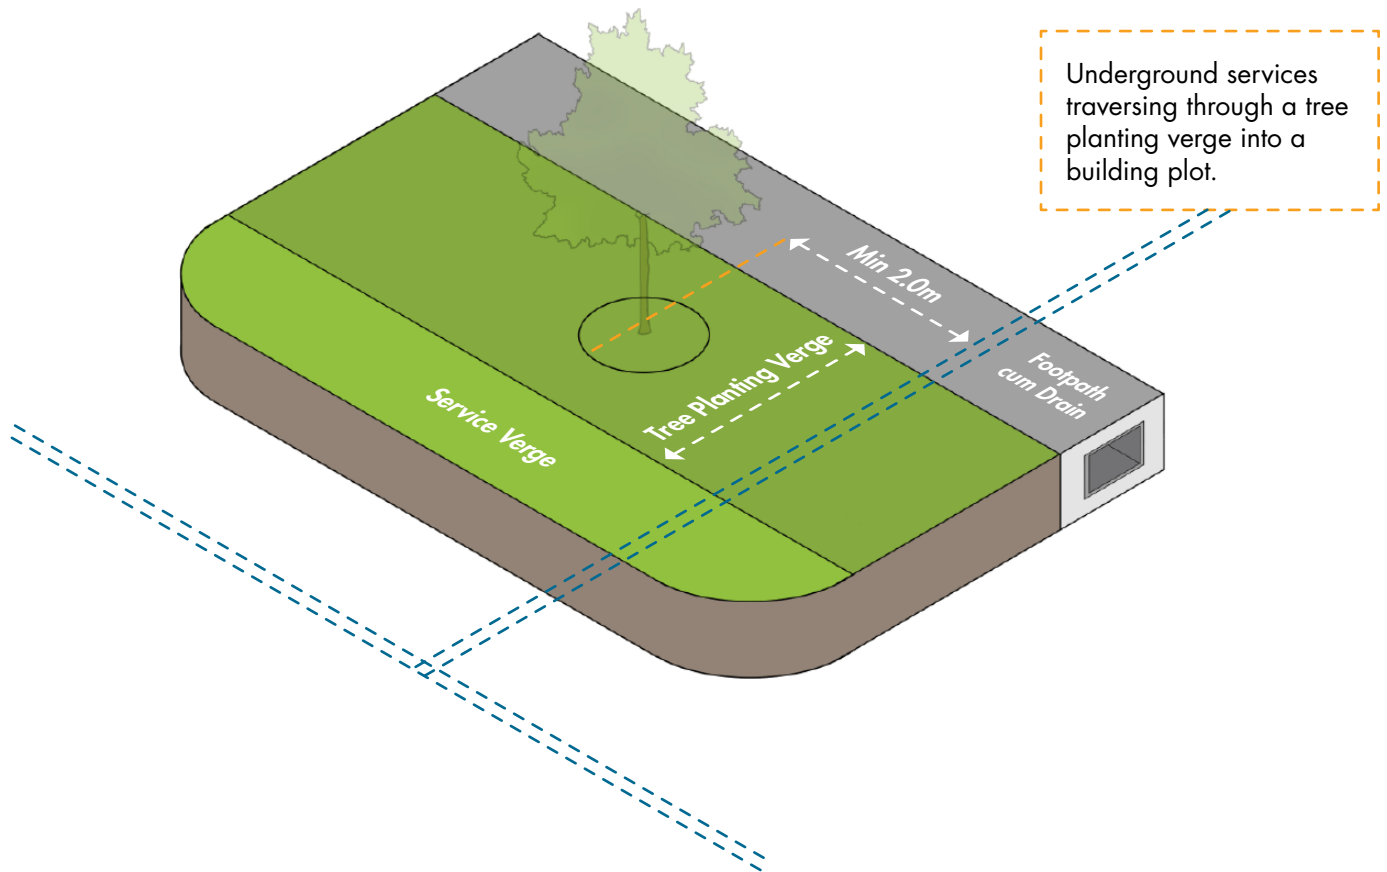 Underground services
traversing through a tree
planting verge into a
building plot.
Min 2.0m
Tree Planting Verge
Footpath
cum Drain
Service Verge